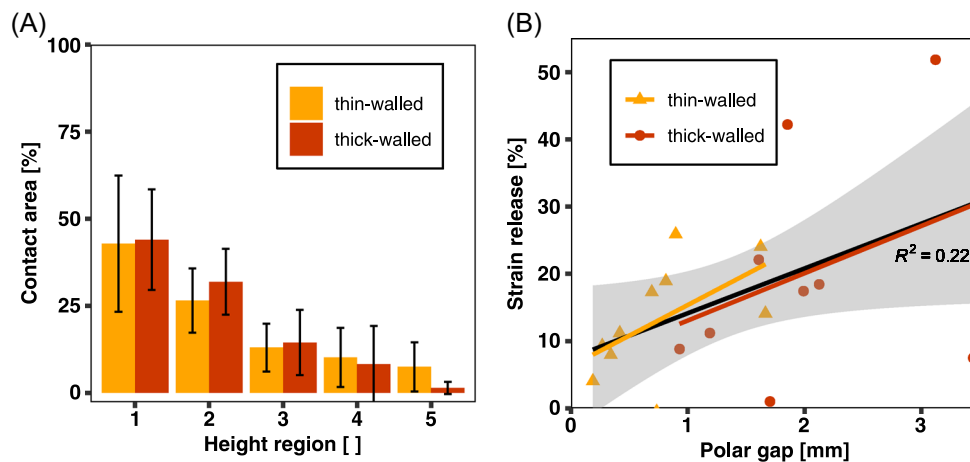 (A)
100
75
50
25
0
Contact area [%]
thin-walled
thick-walled
1 2 3 4 5
Height region [ ]
(B)
50
40
30
20
10
0
Strain release [%]
thin-walled
thick-walled
R² = 0.22
0 1 2 3
Polar gap [mm]